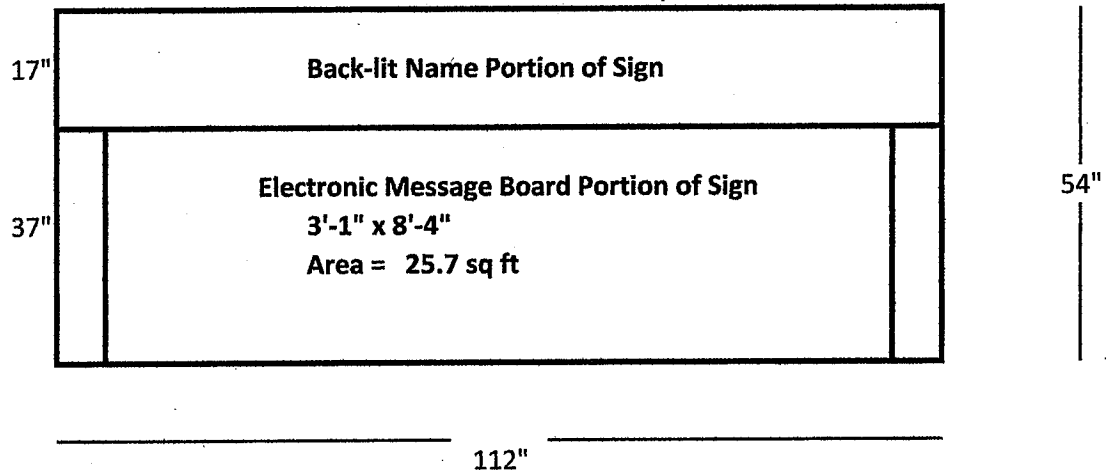 17"
Back-lit Name Portion of Sign
Electronic Message Board Portion of Sign
54"
37"
3'-1" x 8'-4"
Area = 25.7 sq ft
112"